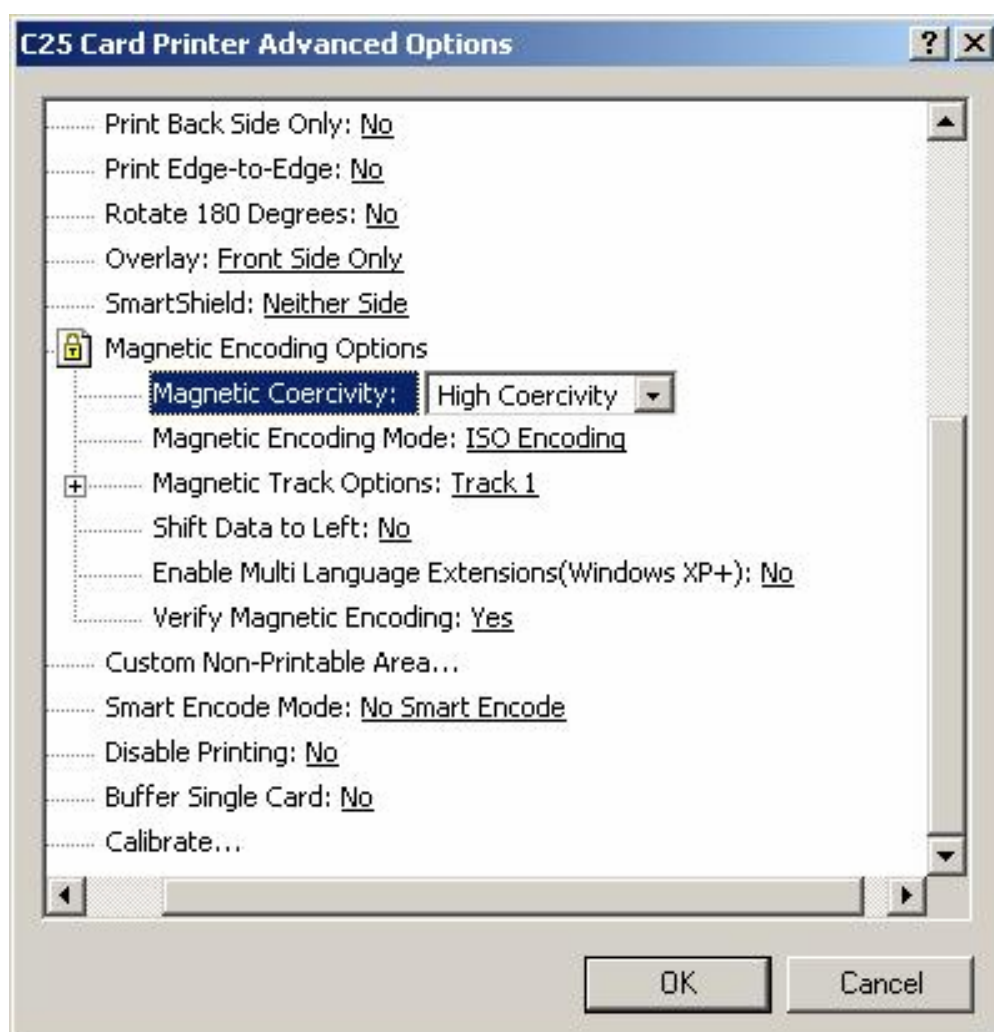 C25 Card Printer Advanced Options
Print Back Side Only: No
Print Edge-to-Edge: No
Rotate 180 Degrees: No
Overlay: Front Side Only
SmartShield: Neither Side
Magnetic Encoding Options
Magnetic Coercivity: High Coercivity
Magnetic Encoding Mode: ISO Encoding
Magnetic Track Options: Track 1
Shift Data to Left: No
Enable Multi Language Extensions(Windows XP+): No
Verify Magnetic Encoding: Yes
Custom Non-Printable Area...
Smart Encode Mode: No Smart Encode
Disable Printing: No
Buffer Single Card: No
Calibrate...
OK Cancel